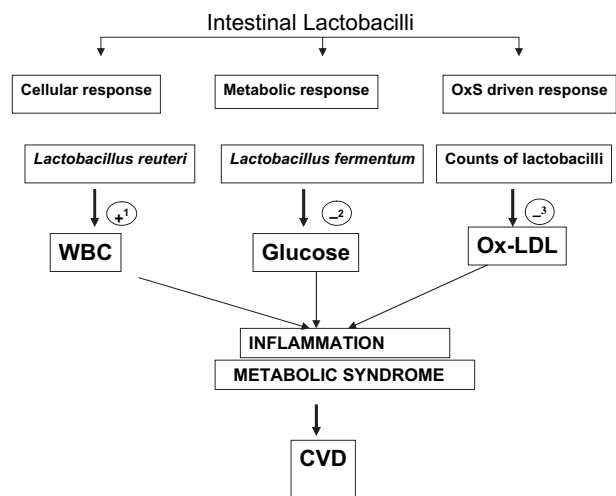 Intestinal Lactobacilli
Cellular response
Metabolic response
OxS driven response
Lactobacillus reuteri
Lactobacillus fermentum
Counts of lactobacilli
+1
–2
–3
WBC
Glucose
Ox-LDL
INFLAMMATION
METABOLIC SYNDROME
CVD